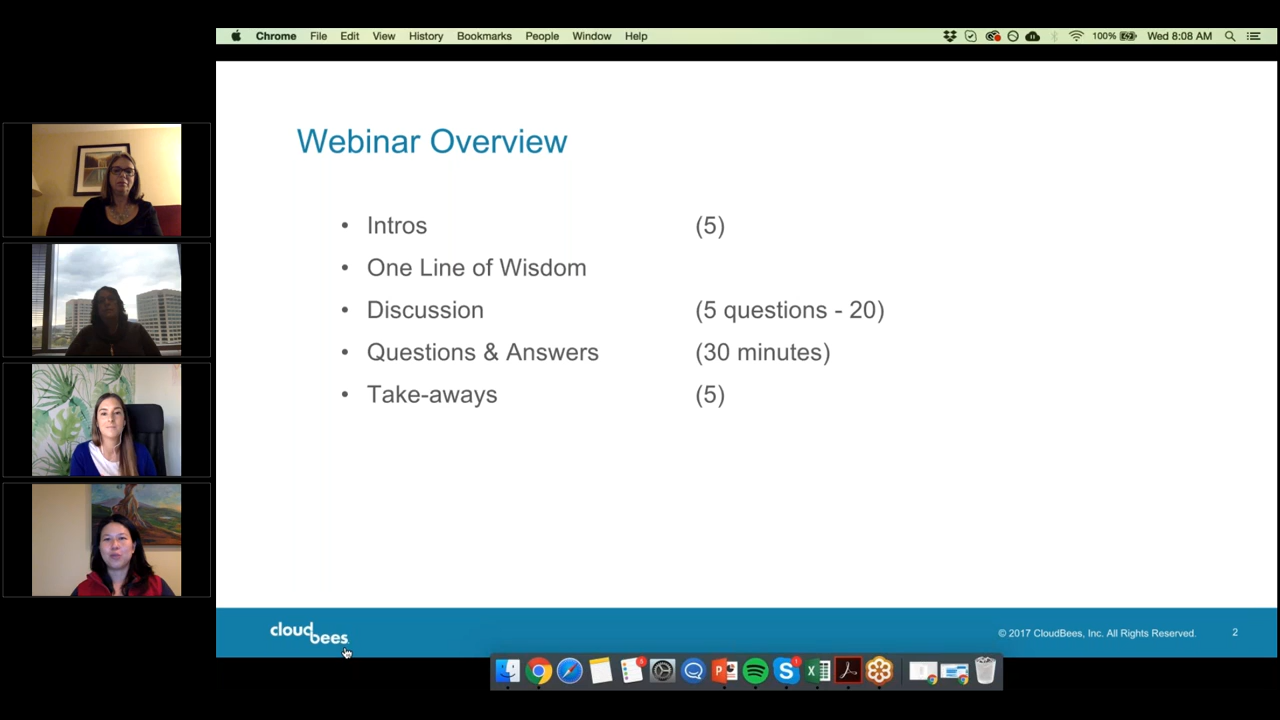 Chrome File Edit View History Bookmarks People Window Help 100% Wed 8:08 AM
Webinar Overview
• Intros (5)
• One Line of Wisdom
• Discussion (5 questions - 20)
• Questions & Answers (30 minutes)
• Take-aways (5)
cloudbees
© 2017 CloudBees, Inc. All Rights Reserved. 2